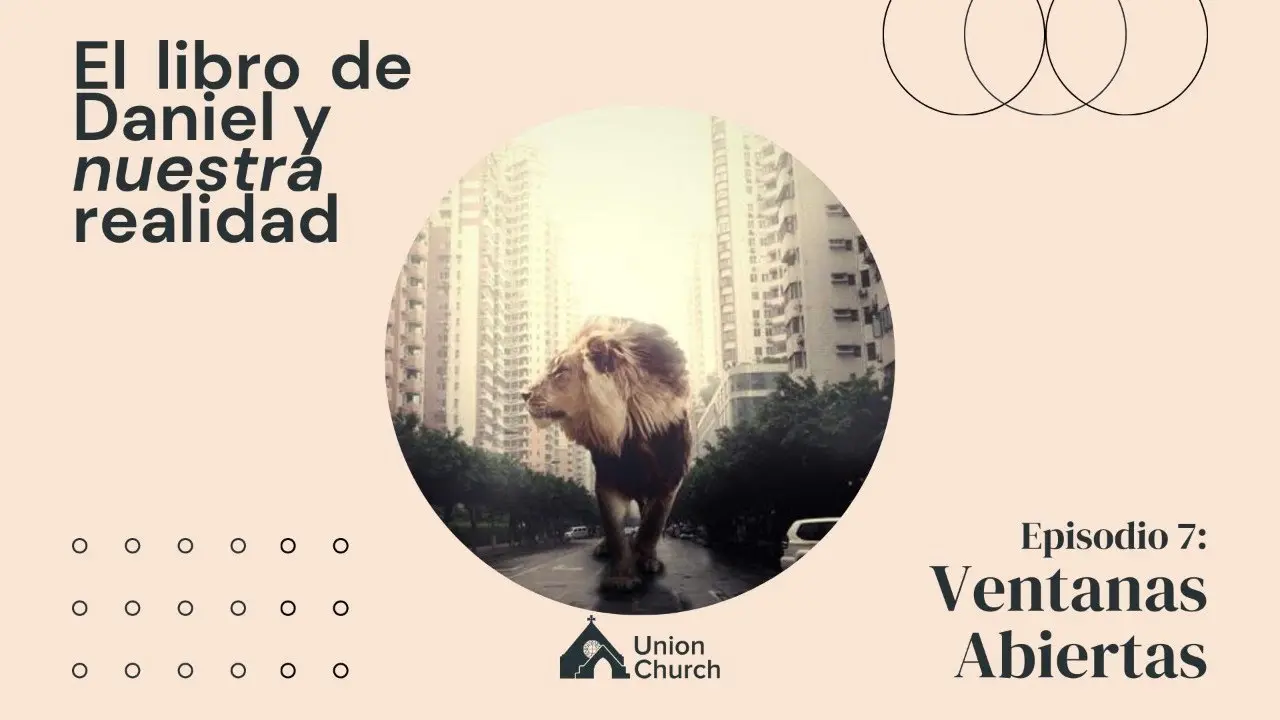 El libro de
Daniel y
nuestra
realidad
Episodio 7:
Ventanas
Abiertas
Union
Church